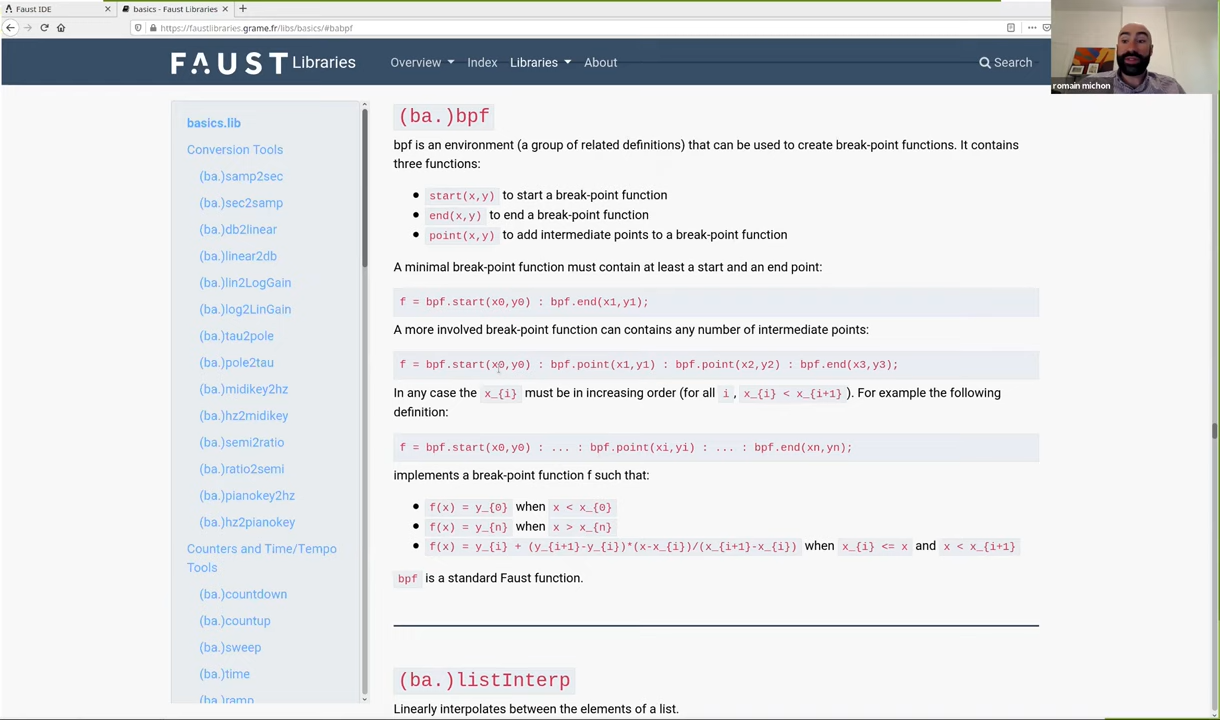 Faust IDE
basics - Faust Libraries
https://faustlibraries.grame.fr/libs/basics/#babpf
FAUST Libraries
Overview
Index
Libraries
About
Search
romain michon
basics.lib
Conversion Tools
(ba.)samp2sec
(ba.)sec2samp
(ba.)db2linear
(ba.)linear2db
(ba.)lin2LogGain
(ba.)log2LinGain
(ba.)tau2pole
(ba.)pole2tau
(ba.)midikey2hz
(ba.)hz2midikey
(ba.)semi2ratio
(ba.)ratio2semi
(ba.)pianokey2hz
(ba.)hz2pianokey
Counters and Time/Tempo
Tools
(ba.)countdown
(ba.)countup
(ba.)sweep
(ba.)time
(ba.)ramp
(ba.)bpf
bpf is an environment (a group of related definitions) that can be used to create break-point functions. It contains
three functions:
start(x,y) to start a break-point function
end(x,y) to end a break-point function
point(x,y) to add intermediate points to a break-point function
A minimal break-point function must contain at least a start and an end point:
f = bpf.start(x0,y0) : bpf.end(x1,y1);
A more involved break-point function can contains any number of intermediate points:
f = bpf.start(x0,y0) : bpf.point(x1,y1) : bpf.point(x2,y2) : bpf.end(x3,y3);
In any case the x_{i} must be in increasing order (for all i, x_{i} < x_{i+1}). For example the following
definition:
f = bpf.start(x0,y0) : ... : bpf.point(xi,yi) : ... : bpf.end(xn,yn);
implements a break-point function f such that:
f(x) = y_{0} when x < x_{0}
f(x) = y_{n} when x > x_{n}
f(x) = y_{i} + (y_{i+1}-y_{i})*(x-x_{i})/(x_{i+1}-x_{i}) when x_{i} <= x and x < x_{i+1}
bpf is a standard Faust function.
(ba.)listInterp
Linearly interpolates between the elements of a list.